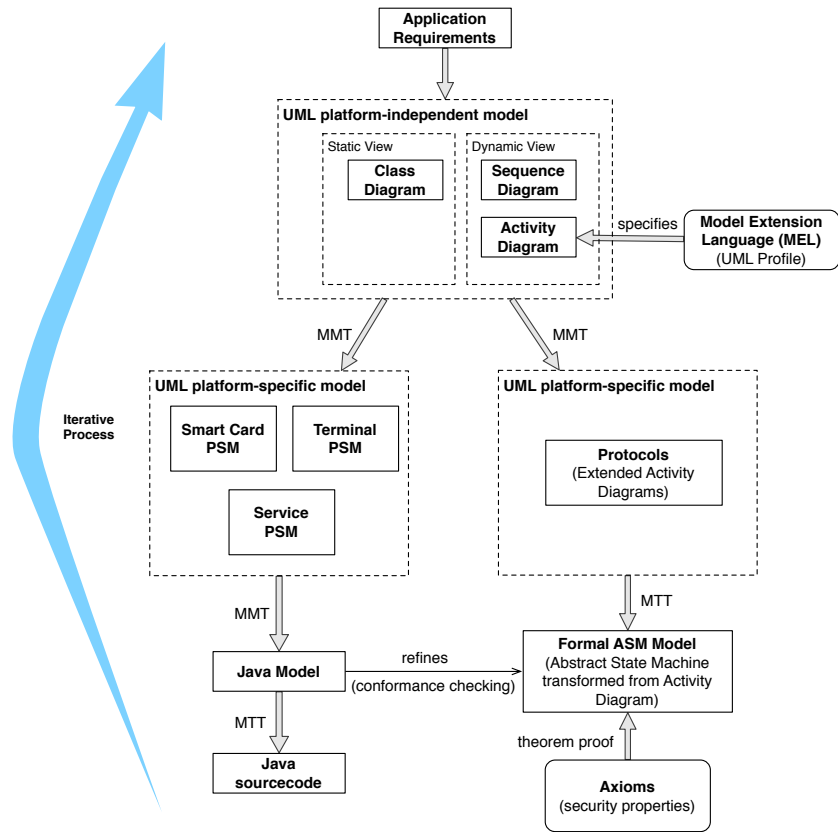 Application
Requirements
UML platform-independent model
Static View
Class
Diagram
Dynamic View
Sequence
Diagram
Activity
Diagram
specifies
Model Extension
Language (MEL)
(UML Profile)
MMT
MMT
UML platform-specific model
Smart Card
PSM
Terminal
PSM
Service
PSM
UML platform-specific model
Protocols
(Extended Activity
Diagrams)
Iterative
Process
MMT
MTT
Java Model
refines
(conformance checking)
Formal ASM Model
(Abstract State Machine
transformed from Activity
Diagram)
MTT
theorem proof
Java
sourcecode
Axioms
(security properties)